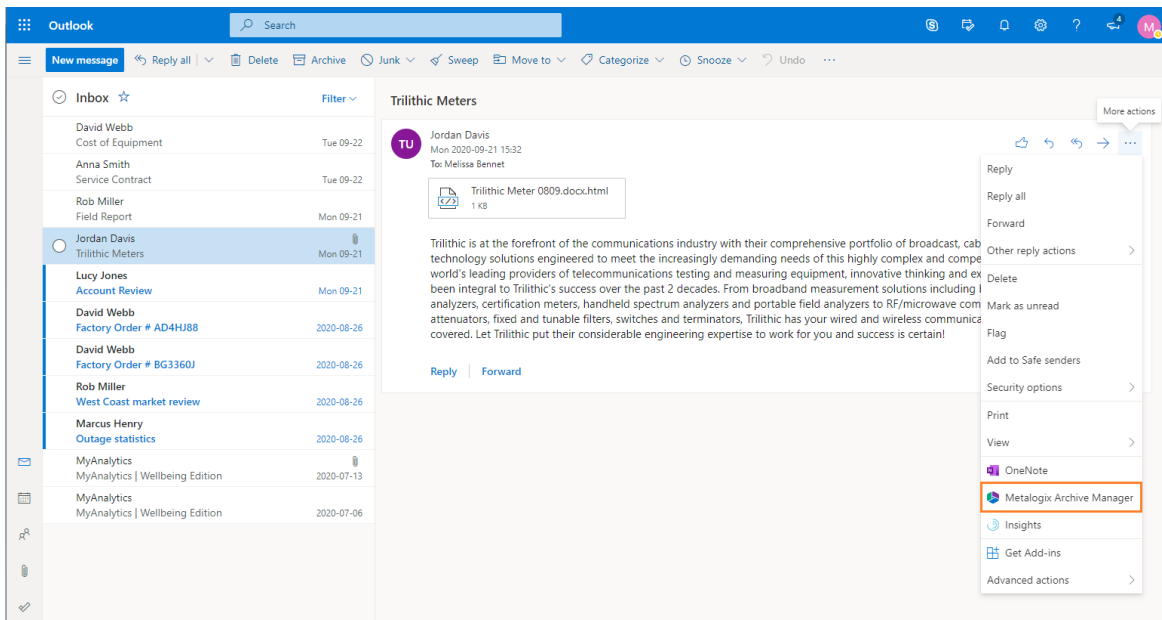 Outlook
Search
4
M
New message
Reply all
Delete
Archive
Junk
Sweep
Move to
Categorize
Snooze
Undo
Inbox
Filter
David Webb
Cost of Equipment
Tue 09-22
Anna Smith
Service Contract
Tue 09-22
Rob Miller
Field Report
Mon 09-21
Jordan Davis
Trilithic Meters
Mon 09-21
Lucy Jones
Account Review
Mon 09-21
David Webb
Factory Order # AD4HJ88
2020-08-26
David Webb
Factory Order # BG3360J
2020-08-26
Rob Miller
West Coast market review
2020-08-26
Marcus Henry
Outage statistics
2020-08-26
MyAnalytics
MyAnalytics | Wellbeing Edition
2020-07-13
MyAnalytics
MyAnalytics | Wellbeing Edition
2020-07-06
Trilithic Meters
More actions
TU
Jordan Davis
Mon 2020-09-21 15:32
To: Melissa Bennet
Trilithic Meter 0809.docx.html
1 KB
Trilithic is at the forefront of the communications industry with their comprehensive portfolio of broadcast, cab
technology solutions engineered to meet the increasingly demanding needs of this highly complex and compe
world's leading providers of telecommunications testing and measuring equipment, innovative thinking and ex
been integral to Trilithic's success over the past 2 decades. From broadband measurement solutions including
analyzers, certification meters, handheld spectrum analyzers and portable field analyzers to RF/microwave com
attenuators, fixed and tunable filters, switches and terminators, Trilithic has your wired and wireless communica
covered. Let Trilithic put their considerable engineering expertise to work for you and success is certain!
Reply
Forward
Reply
Reply all
Forward
Other reply actions
Delete
Mark as unread
Flag
Add to Safe senders
Security options
Print
View
OneNote
Metalogix Archive Manager
Insights
Get Add-ins
Advanced actions